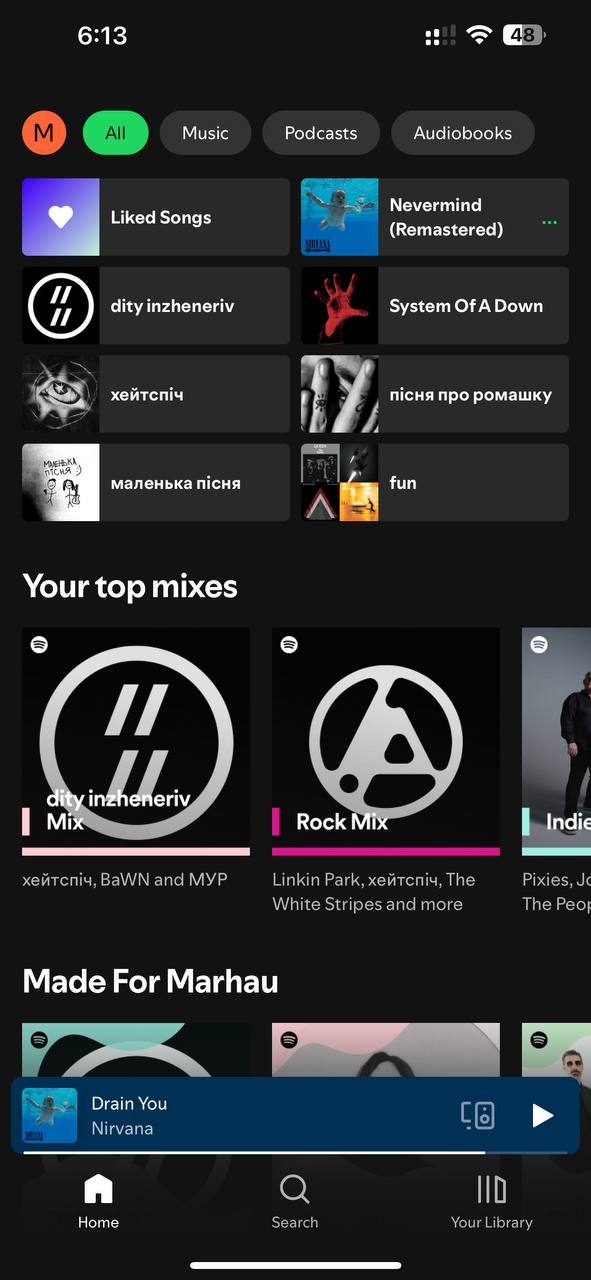 6:13
48
M
All
Music
Podcasts
Audiobooks
Liked Songs
Nevermind
(Remastered)
NIRVANA
dity inzheneriv
System Of A Down
хейтспіч
пісня про ромашку
МАЛЕНЬКА
ПІСНЯ :)
маленька пісня
fun
Your top mixes
dity inzheneriv
Mix
Rock Mix
Indie
хейтспіч, BaWN and МУР
Linkin Park, хейтспіч, The
White Stripes and more
Pixies, Jo
The Peop
Made For Marhau
Drain You
Nirvana
Home
Search
Your Library